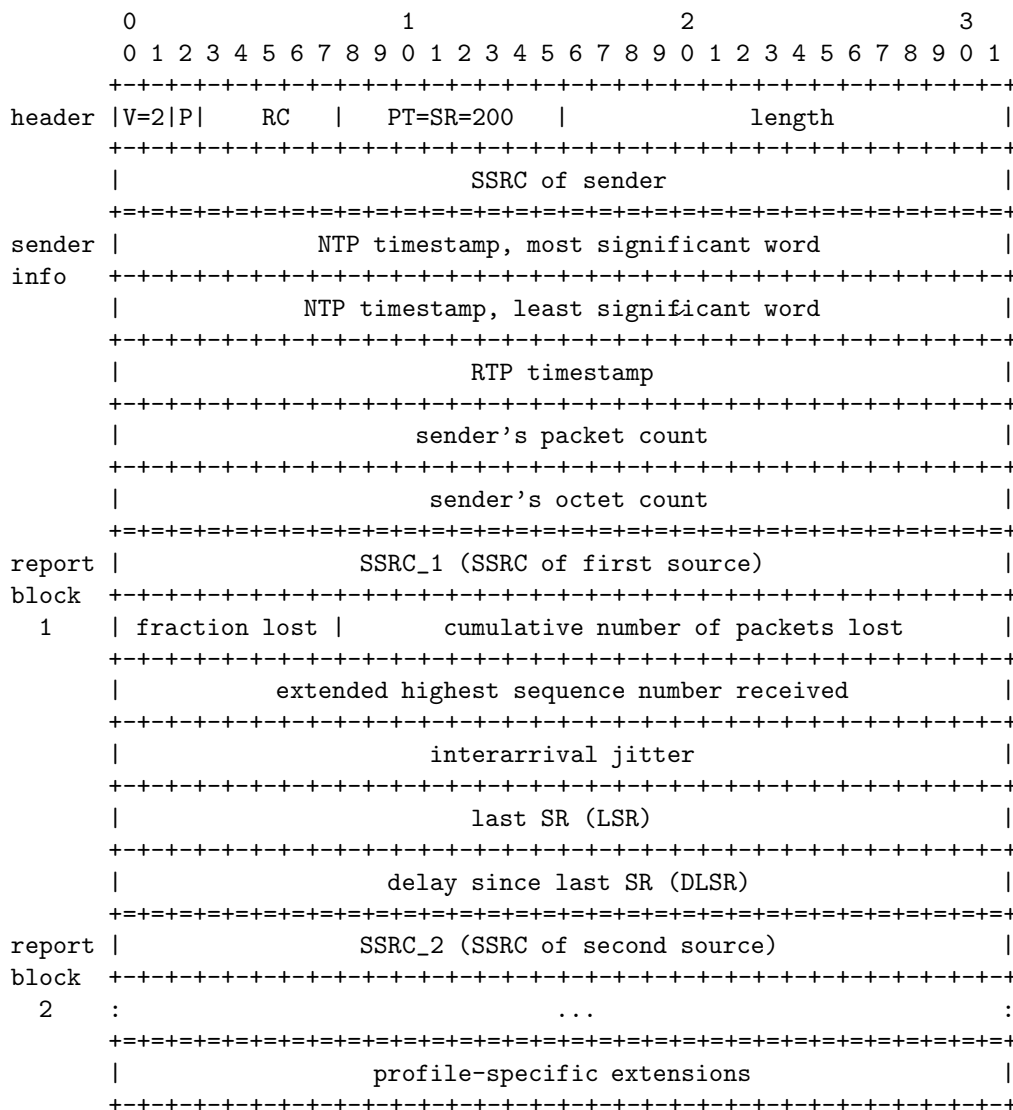 0                   1                   2                   3
        0 1 2 3 4 5 6 7 8 9 0 1 2 3 4 5 6 7 8 9 0 1 2 3 4 5 6 7 8 9 0 1
       +-+-+-+-+-+-+-+-+-+-+-+-+-+-+-+-+-+-+-+-+-+-+-+-+-+-+-+-+-+-+-+-+
header |V=2|P|    RC   |   PT=SR=200   |             length            |
       +-+-+-+-+-+-+-+-+-+-+-+-+-+-+-+-+-+-+-+-+-+-+-+-+-+-+-+-+-+-+-+-+
       |                         SSRC of sender                        |
       +=+=+=+=+=+=+=+=+=+=+=+=+=+=+=+=+=+=+=+=+=+=+=+=+=+=+=+=+=+=+=+=+
sender |              NTP timestamp, most significant word             |
info   +-+-+-+-+-+-+-+-+-+-+-+-+-+-+-+-+-+-+-+-+-+-+-+-+-+-+-+-+-+-+-+-+
       |             NTP timestamp, least significant word             |
       +-+-+-+-+-+-+-+-+-+-+-+-+-+-+-+-+-+-+-+-+-+-+-+-+-+-+-+-+-+-+-+-+
       |                         RTP timestamp                         |
       +-+-+-+-+-+-+-+-+-+-+-+-+-+-+-+-+-+-+-+-+-+-+-+-+-+-+-+-+-+-+-+-+
       |                     sender's packet count                     |
       +-+-+-+-+-+-+-+-+-+-+-+-+-+-+-+-+-+-+-+-+-+-+-+-+-+-+-+-+-+-+-+-+
       |                      sender's octet count                     |
       +=+=+=+=+=+=+=+=+=+=+=+=+=+=+=+=+=+=+=+=+=+=+=+=+=+=+=+=+=+=+=+=+
report |                 SSRC_1 (SSRC of first source)                 |
block  +-+-+-+-+-+-+-+-+-+-+-+-+-+-+-+-+-+-+-+-+-+-+-+-+-+-+-+-+-+-+-+-+
  1    | fraction lost |       cumulative number of packets lost       |
       +-+-+-+-+-+-+-+-+-+-+-+-+-+-+-+-+-+-+-+-+-+-+-+-+-+-+-+-+-+-+-+-+
       |           extended highest sequence number received           |
       +-+-+-+-+-+-+-+-+-+-+-+-+-+-+-+-+-+-+-+-+-+-+-+-+-+-+-+-+-+-+-+-+
       |                      interarrival jitter                      |
       +-+-+-+-+-+-+-+-+-+-+-+-+-+-+-+-+-+-+-+-+-+-+-+-+-+-+-+-+-+-+-+-+
       |                         last SR (LSR)                         |
       +-+-+-+-+-+-+-+-+-+-+-+-+-+-+-+-+-+-+-+-+-+-+-+-+-+-+-+-+-+-+-+-+
       |                   delay since last SR (DLSR)                  |
       +=+=+=+=+=+=+=+=+=+=+=+=+=+=+=+=+=+=+=+=+=+=+=+=+=+=+=+=+=+=+=+=+
report |                 SSRC_2 (SSRC of second source)                |
block  +-+-+-+-+-+-+-+-+-+-+-+-+-+-+-+-+-+-+-+-+-+-+-+-+-+-+-+-+-+-+-+-+
  2    :                               ...                             :
       +=+=+=+=+=+=+=+=+=+=+=+=+=+=+=+=+=+=+=+=+=+=+=+=+=+=+=+=+=+=+=+=+
       |                  profile-specific extensions                  |
       +-+-+-+-+-+-+-+-+-+-+-+-+-+-+-+-+-+-+-+-+-+-+-+-+-+-+-+-+-+-+-+-+